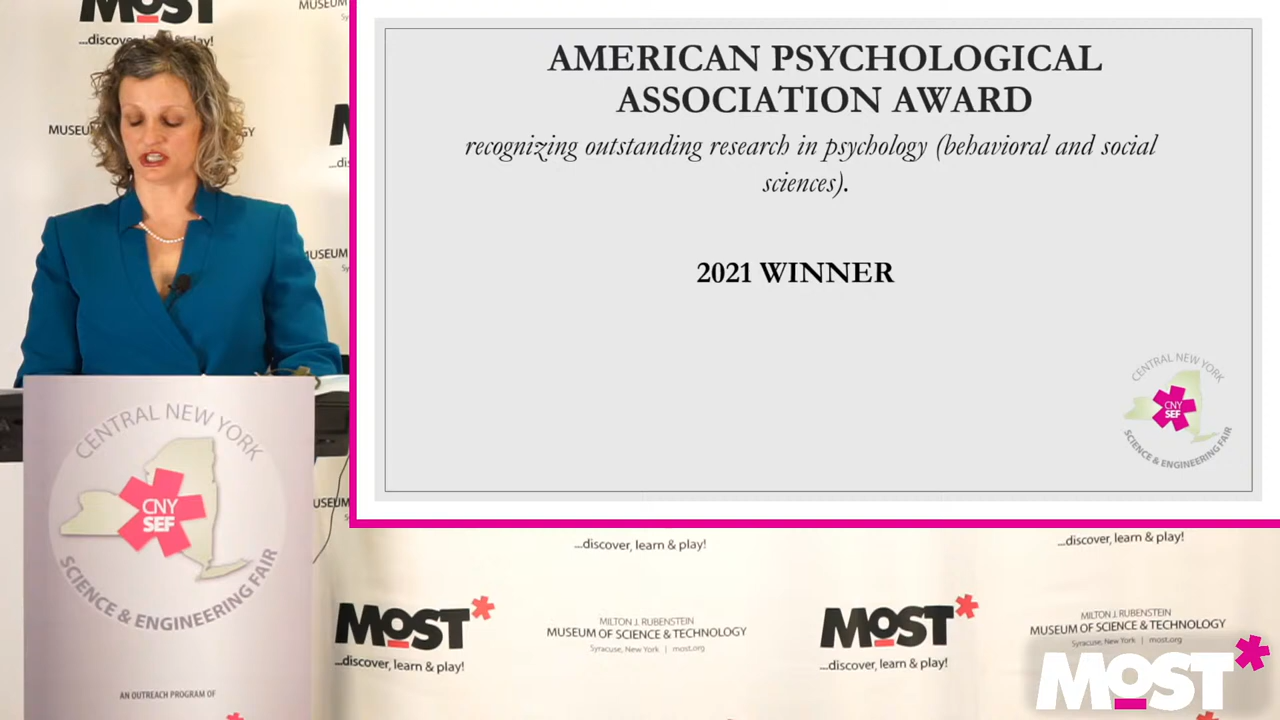 MOST
...discover, learn & play!
MUSEUM
MUSEUM
GY
AMERICAN PSYCHOLOGICAL
ASSOCIATION AWARD
recognizing outstanding research in psychology (behavioral and social
sciences).
2021 WINNER
CENTRAL NEW YORK
CNY
SEF
SCIENCE & ENGINEERING FAIR
CENTRAL NEW YORK
CNY
SEF
SCIENCE & ENGINEERING FAIR
AN OUTREACH PROGRAM OF
...discover, learn & play!
...discover, learn & play!
MOST*
...discover, learn & play!
MILTON J. RUBENSTEIN
MUSEUM OF SCIENCE & TECHNOLOGY
Syracuse, New York | most.org
MOST*
...discover, learn & play!
MILTON J. RUBENSTEIN
MUSEUM OF SCIENCE & TECHNOLOGY
Syracuse, New York | most.org
MOST*